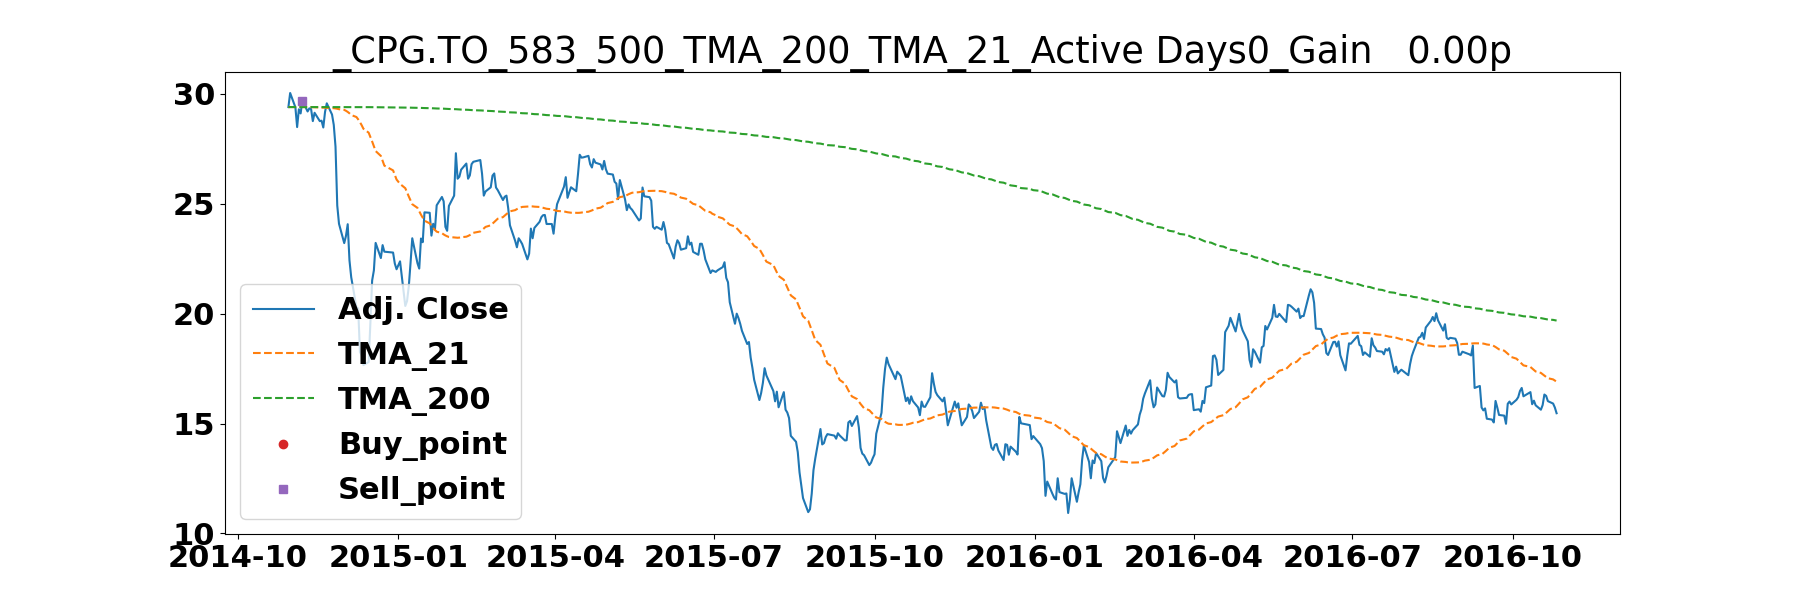 _CPG.TO_583_500_TMA_200_TMA_21_Active Days0_Gain   0.00p
30
25
20
15
10
Adj. Close
TMA_21
TMA_200
Buy_point
Sell_point
2014-10 2015-01 2015-04 2015-07 2015-10 2016-01 2016-04 2016-07 2016-10